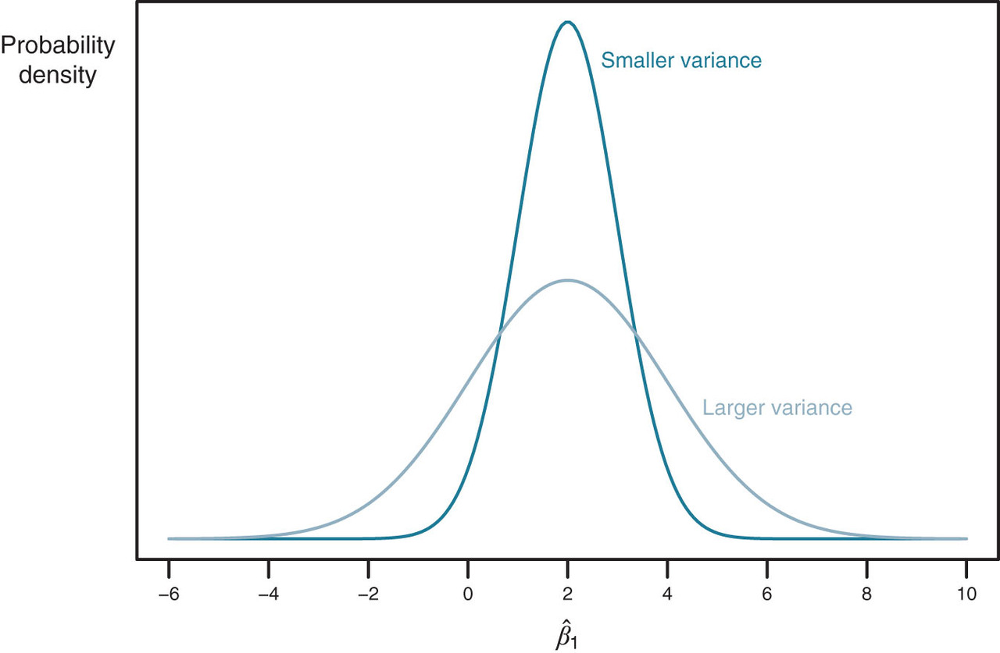 Probability
density
Smaller variance
Larger variance
−6 −4 −2 0 2 4 6 8 10
β̂₁